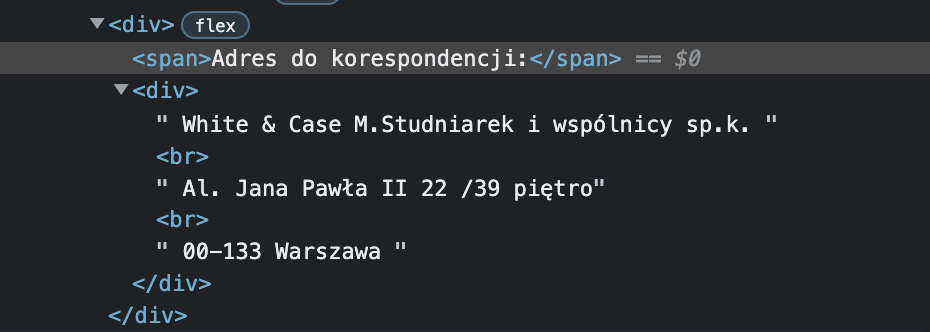 <div> flex
<span>Adres do korespondencji:</span> == $0
<div>
" White & Case M.Studniarek i wspólnicy sp.k. "
<br>
" Al. Jana Pawła II 22 /39 piętro"
<br>
" 00-133 Warszawa "
</div>
</div>